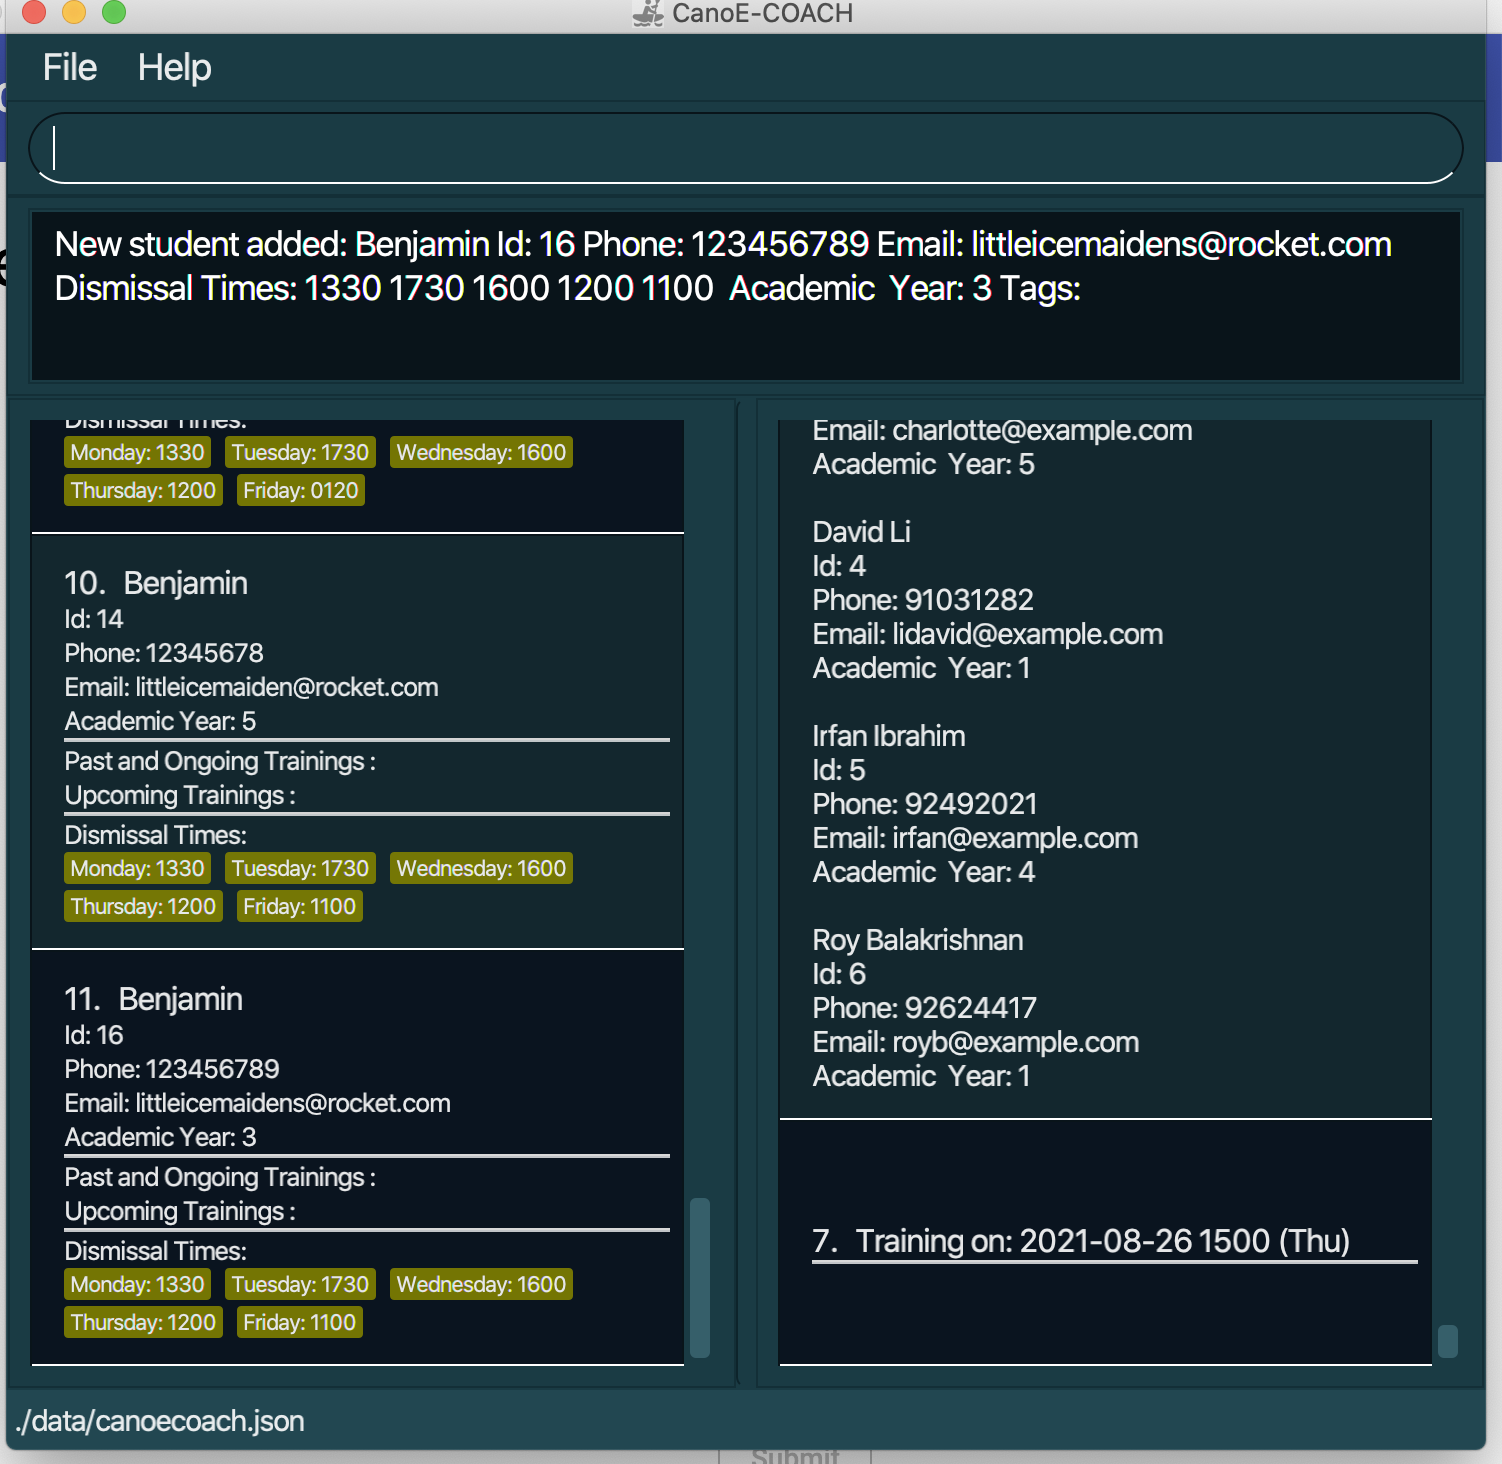 CanoE-COACH
File Help
New student added: Benjamin Id: 16 Phone: 123456789 Email: littleicemaidens@rocket.com
Dismissal Times: 1330 1730 1600 1200 1100 Academic Year: 3 Tags:
Dismissal Times:
Monday: 1330 Tuesday: 1730 Wednesday: 1600
Thursday: 1200 Friday: 0120
10. Benjamin
Id: 14
Phone: 12345678
Email: littleicemaiden@rocket.com
Academic Year: 5
Past and Ongoing Trainings :
Upcoming Trainings :
Dismissal Times:
Monday: 1330 Tuesday: 1730 Wednesday: 1600
Thursday: 1200 Friday: 1100
11. Benjamin
Id: 16
Phone: 123456789
Email: littleicemaidens@rocket.com
Academic Year: 3
Past and Ongoing Trainings :
Upcoming Trainings :
Dismissal Times:
Monday: 1330 Tuesday: 1730 Wednesday: 1600
Thursday: 1200 Friday: 1100
Email: charlotte@example.com
Academic Year: 5
David Li
Id: 4
Phone: 91031282
Email: lidavid@example.com
Academic Year: 1
Irfan Ibrahim
Id: 5
Phone: 92492021
Email: irfan@example.com
Academic Year: 4
Roy Balakrishnan
Id: 6
Phone: 92624417
Email: royb@example.com
Academic Year: 1
7. Training on: 2021-08-26 1500 (Thu)
./data/canoecoach.json
Submit